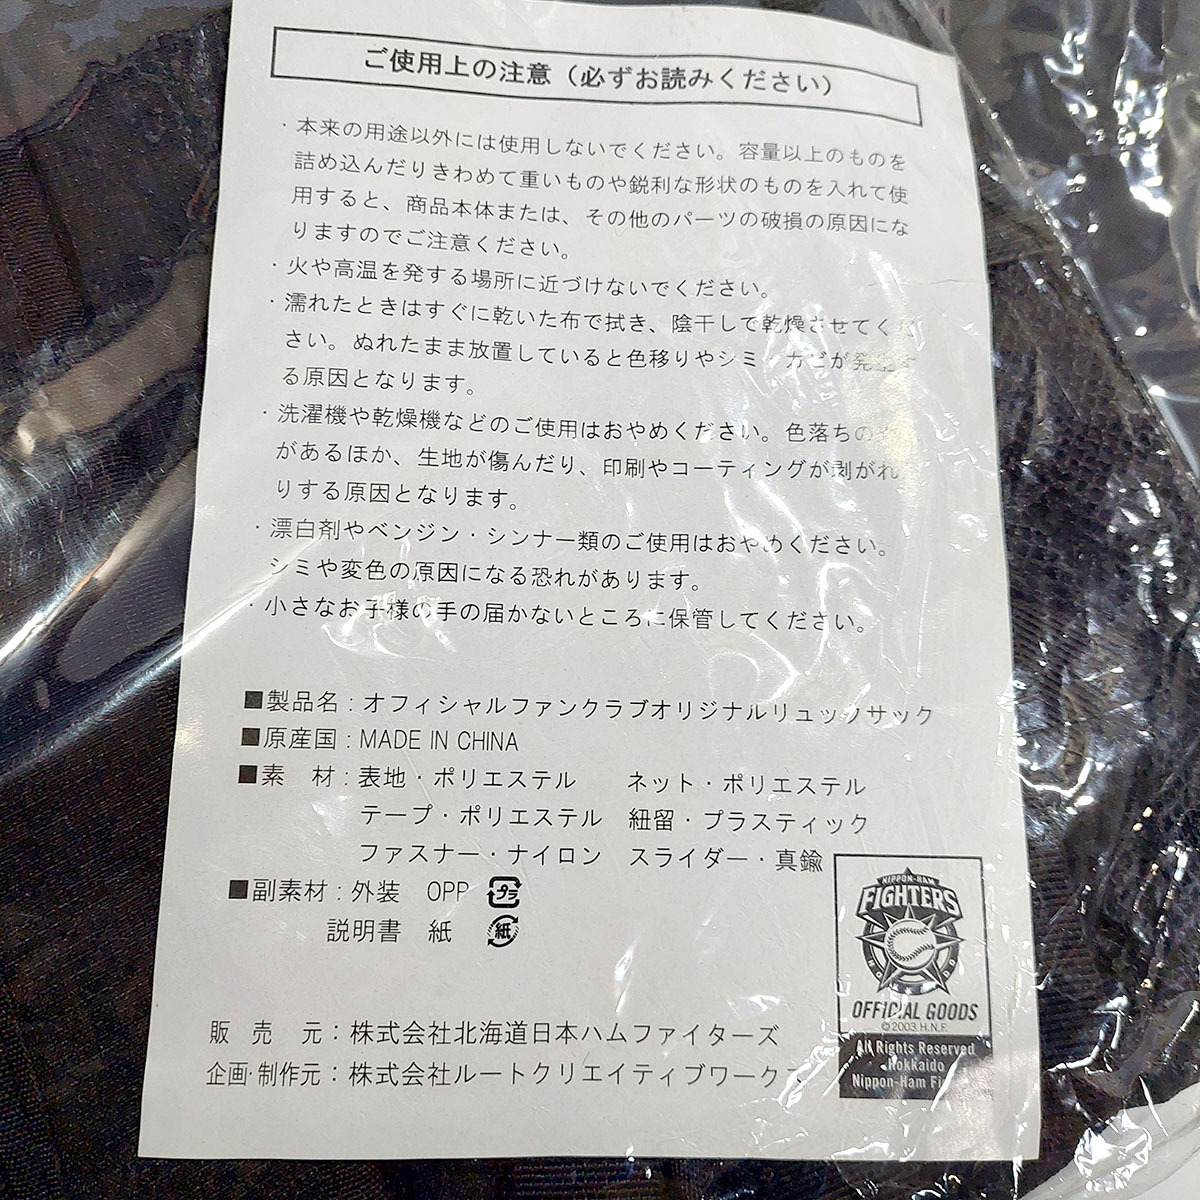 ご使用上の注意（必ずお読みください）
・本来の用途以外には使用しないでください。容量以上のものを
詰め込んだりきわめて重いものや鋭利な形状のものを入れて使
用すると、商品本体または、その他のパーツの破損の原因にな
りますのでご注意ください。
・火や高温を発する場所に近づけないでください。
・濡れたときはすぐに乾いた布で拭き、陰干しで乾燥させてくだ
さい。ぬれたまま放置していると色移りやシミ・カビが発生す
る原因となります。
・洗濯機や乾燥機などのご使用はおやめください。色落ちの
があるほか、生地が傷んだり、印刷やコーティングが剥がれ
りする原因となります。
・漂白剤やベンジン・シンナー類のご使用はおやめください。
シミや変色の原因になる恐れがあります。
・小さなお子様の手の届かないところに保管してください。
■製品名：オフィシャルファンクラブオリジナルリュックサック
■原産国：MADE IN CHINA
■素　材：表地・ポリエステル　ネット・ポリエステル
テープ・ポリエステル　紐留・プラスティック
ファスナー・ナイロン　スライダー・真鍮
■副素材：外装　OPP プラ
説明書　紙 紙
NIPPON-HAM
FIGHTERS
HOKKAIDO
OFFICIAL GOODS
©2003 H.N.F.
All Rights Reserved
Hokkaido
Nippon-Ham
販　売　元：株式会社北海道日本ハムファイターズ
企画・制作元：株式会社ルートクリエイティブワークス